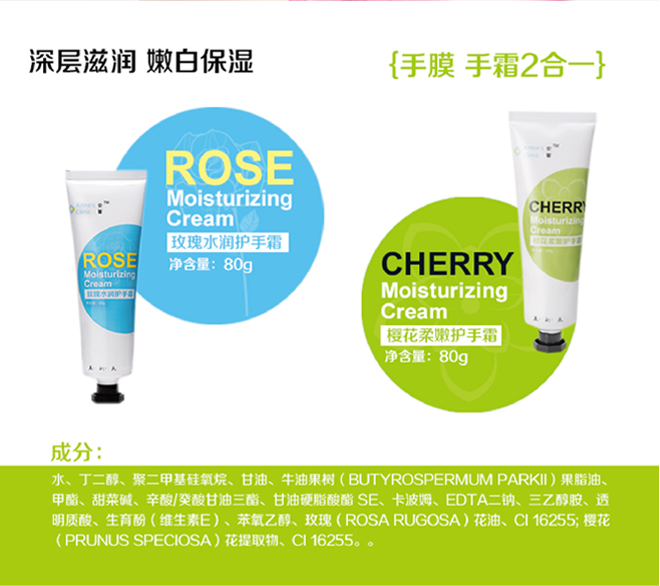 深层滋润 嫩白保湿
{手膜 手霜2合一}
ROSE
Moisturizing
Cream
玫瑰水润护手霜
净含量：80g
ROSE
Moisturizing
Cream
玫瑰水润护手霜
CHERRY
Moisturizing
Cream
樱花柔嫩护手霜
净含量：80g
CHERRY
Moisturizing
Cream
樱花柔嫩护手霜
成分：
水、丁二醇、聚二甲基硅氧烷、甘油、牛油果树（BUTYROSPERMUM PARKII）果脂油、
甲酯、甜菜碱、辛酸/癸酸甘油三酯、甘油硬脂酸酯 SE、卡波姆、EDTA二钠、三乙醇胺、透
明质酸、生育酚（维生素E）、苯氧乙醇、玫瑰（ROSA RUGOSA）花油、CI 16255; 樱花
（PRUNUS SPECIOSA）花提取物、CI 16255。。